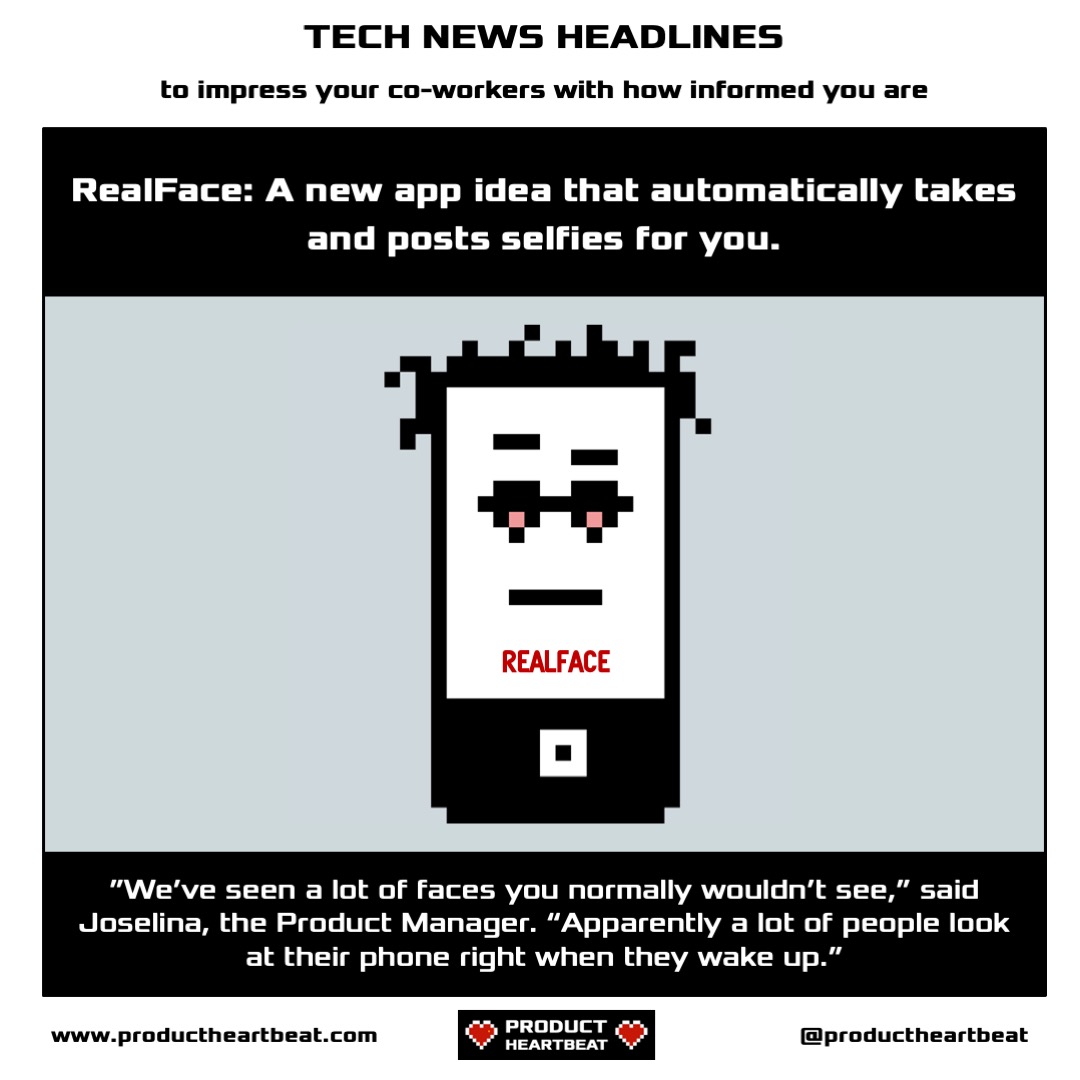 TECH NEWS HEADLINES
to impress your co-workers with how informed you are
RealFace: A new app idea that automatically takes
and posts selfies for you.
REALFACE
”We’ve seen a lot of faces you normally wouldn’t see,” said
Joselina, the Product Manager. “Apparently a lot of people look
at their phone right when they wake up.”
www.productheartbeat.com
PRODUCT
HEARTBEAT
@productheartbeat